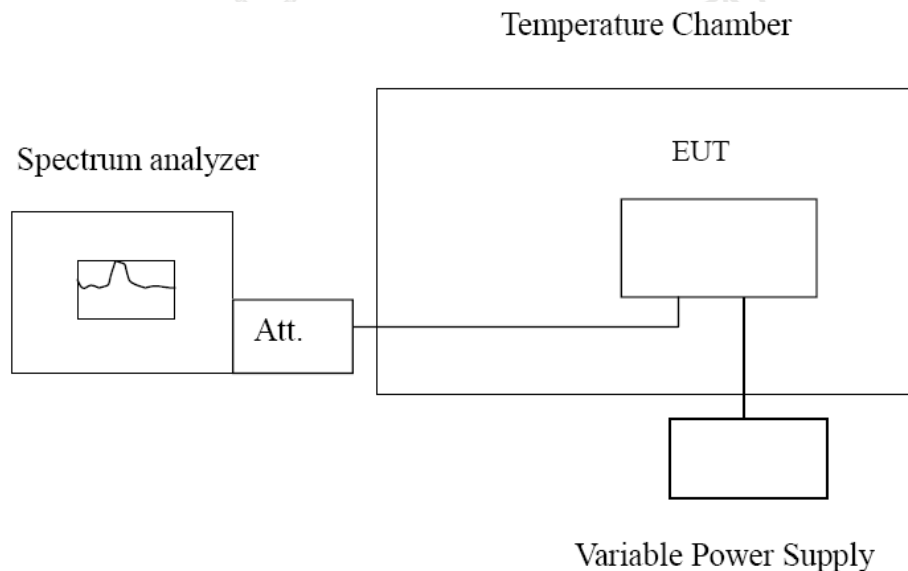 Temperature Chamber
Spectrum analyzer
EUT
Att.
Variable Power Supply